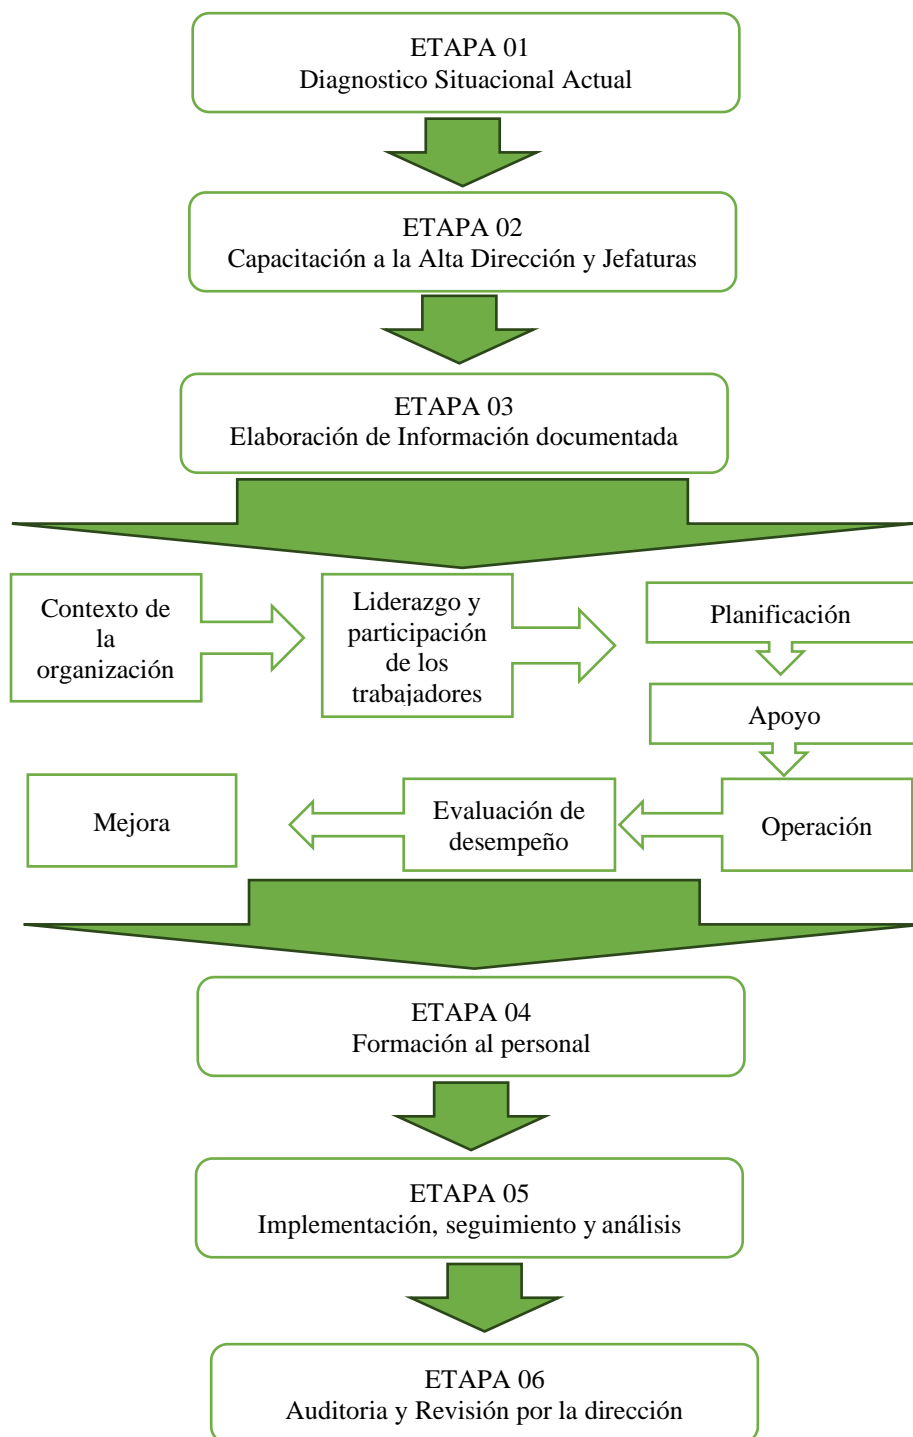 ETAPA 01
Diagnostico Situacional Actual
ETAPA 02
Capacitación a la Alta Dirección y Jefaturas
ETAPA 03
Elaboración de Información documentada
Contexto de
la
organización
Liderazgo y
participación
de los
trabajadores
Planificación
Apoyo
Operación
Evaluación de
desempeño
Mejora
ETAPA 04
Formación al personal
ETAPA 05
Implementación, seguimiento y análisis
ETAPA 06
Auditoria y Revisión por la dirección